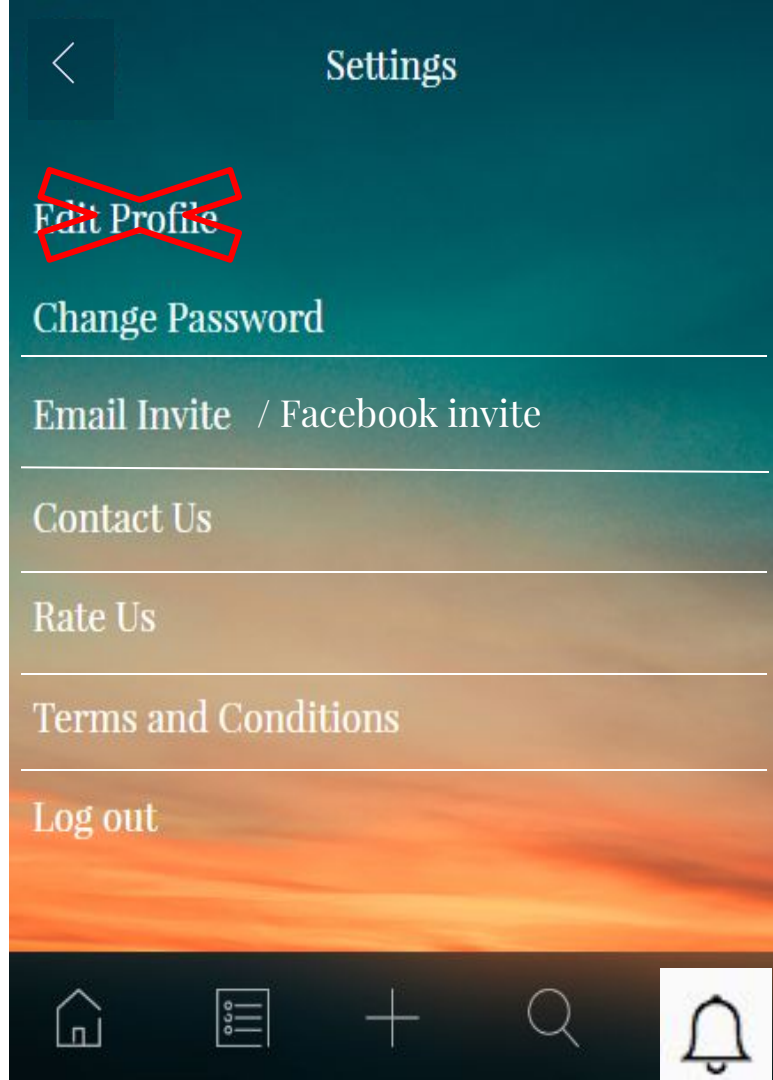 Settings
Edit Profile
Change Password
Email Invite / Facebook invite
Contact Us
Rate Us
Terms and Conditions
Log out